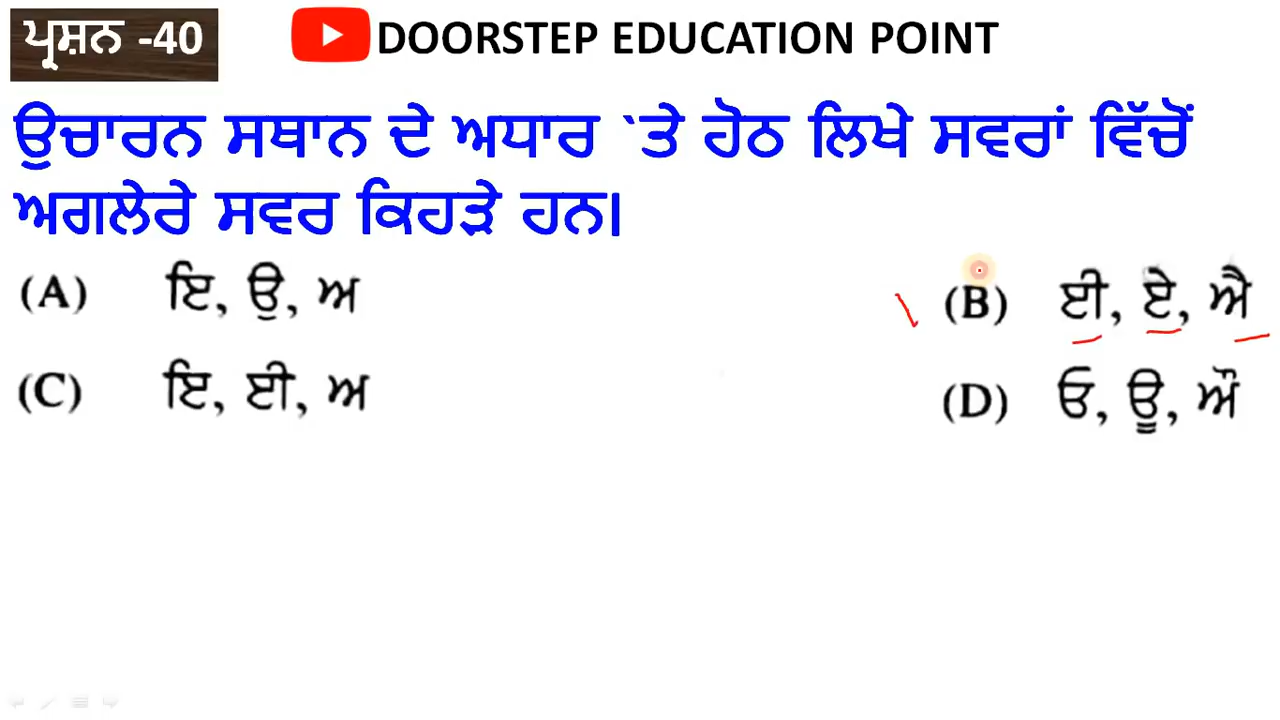 ਪ੍ਰਸ਼ਨ -40
DOORSTEP EDUCATION POINT
ਉਚਾਰਨ ਸਥਾਨ ਦੇ ਅਧਾਰ `ਤੇ ਹੋਠ ਲਿਖੇ ਸਵਰਾਂ ਵਿੱਚੋਂ
ਅਗਲੇਰੇ ਸਵਰ ਕਿਹੜੇ ਹਨ।
(A) ਇ, ਉ, ਅ
(B) ਈ, ਏ, ਐ
(C) ਇ, ਈ, ਅ
(D) ਓ, ਊ, ਔ